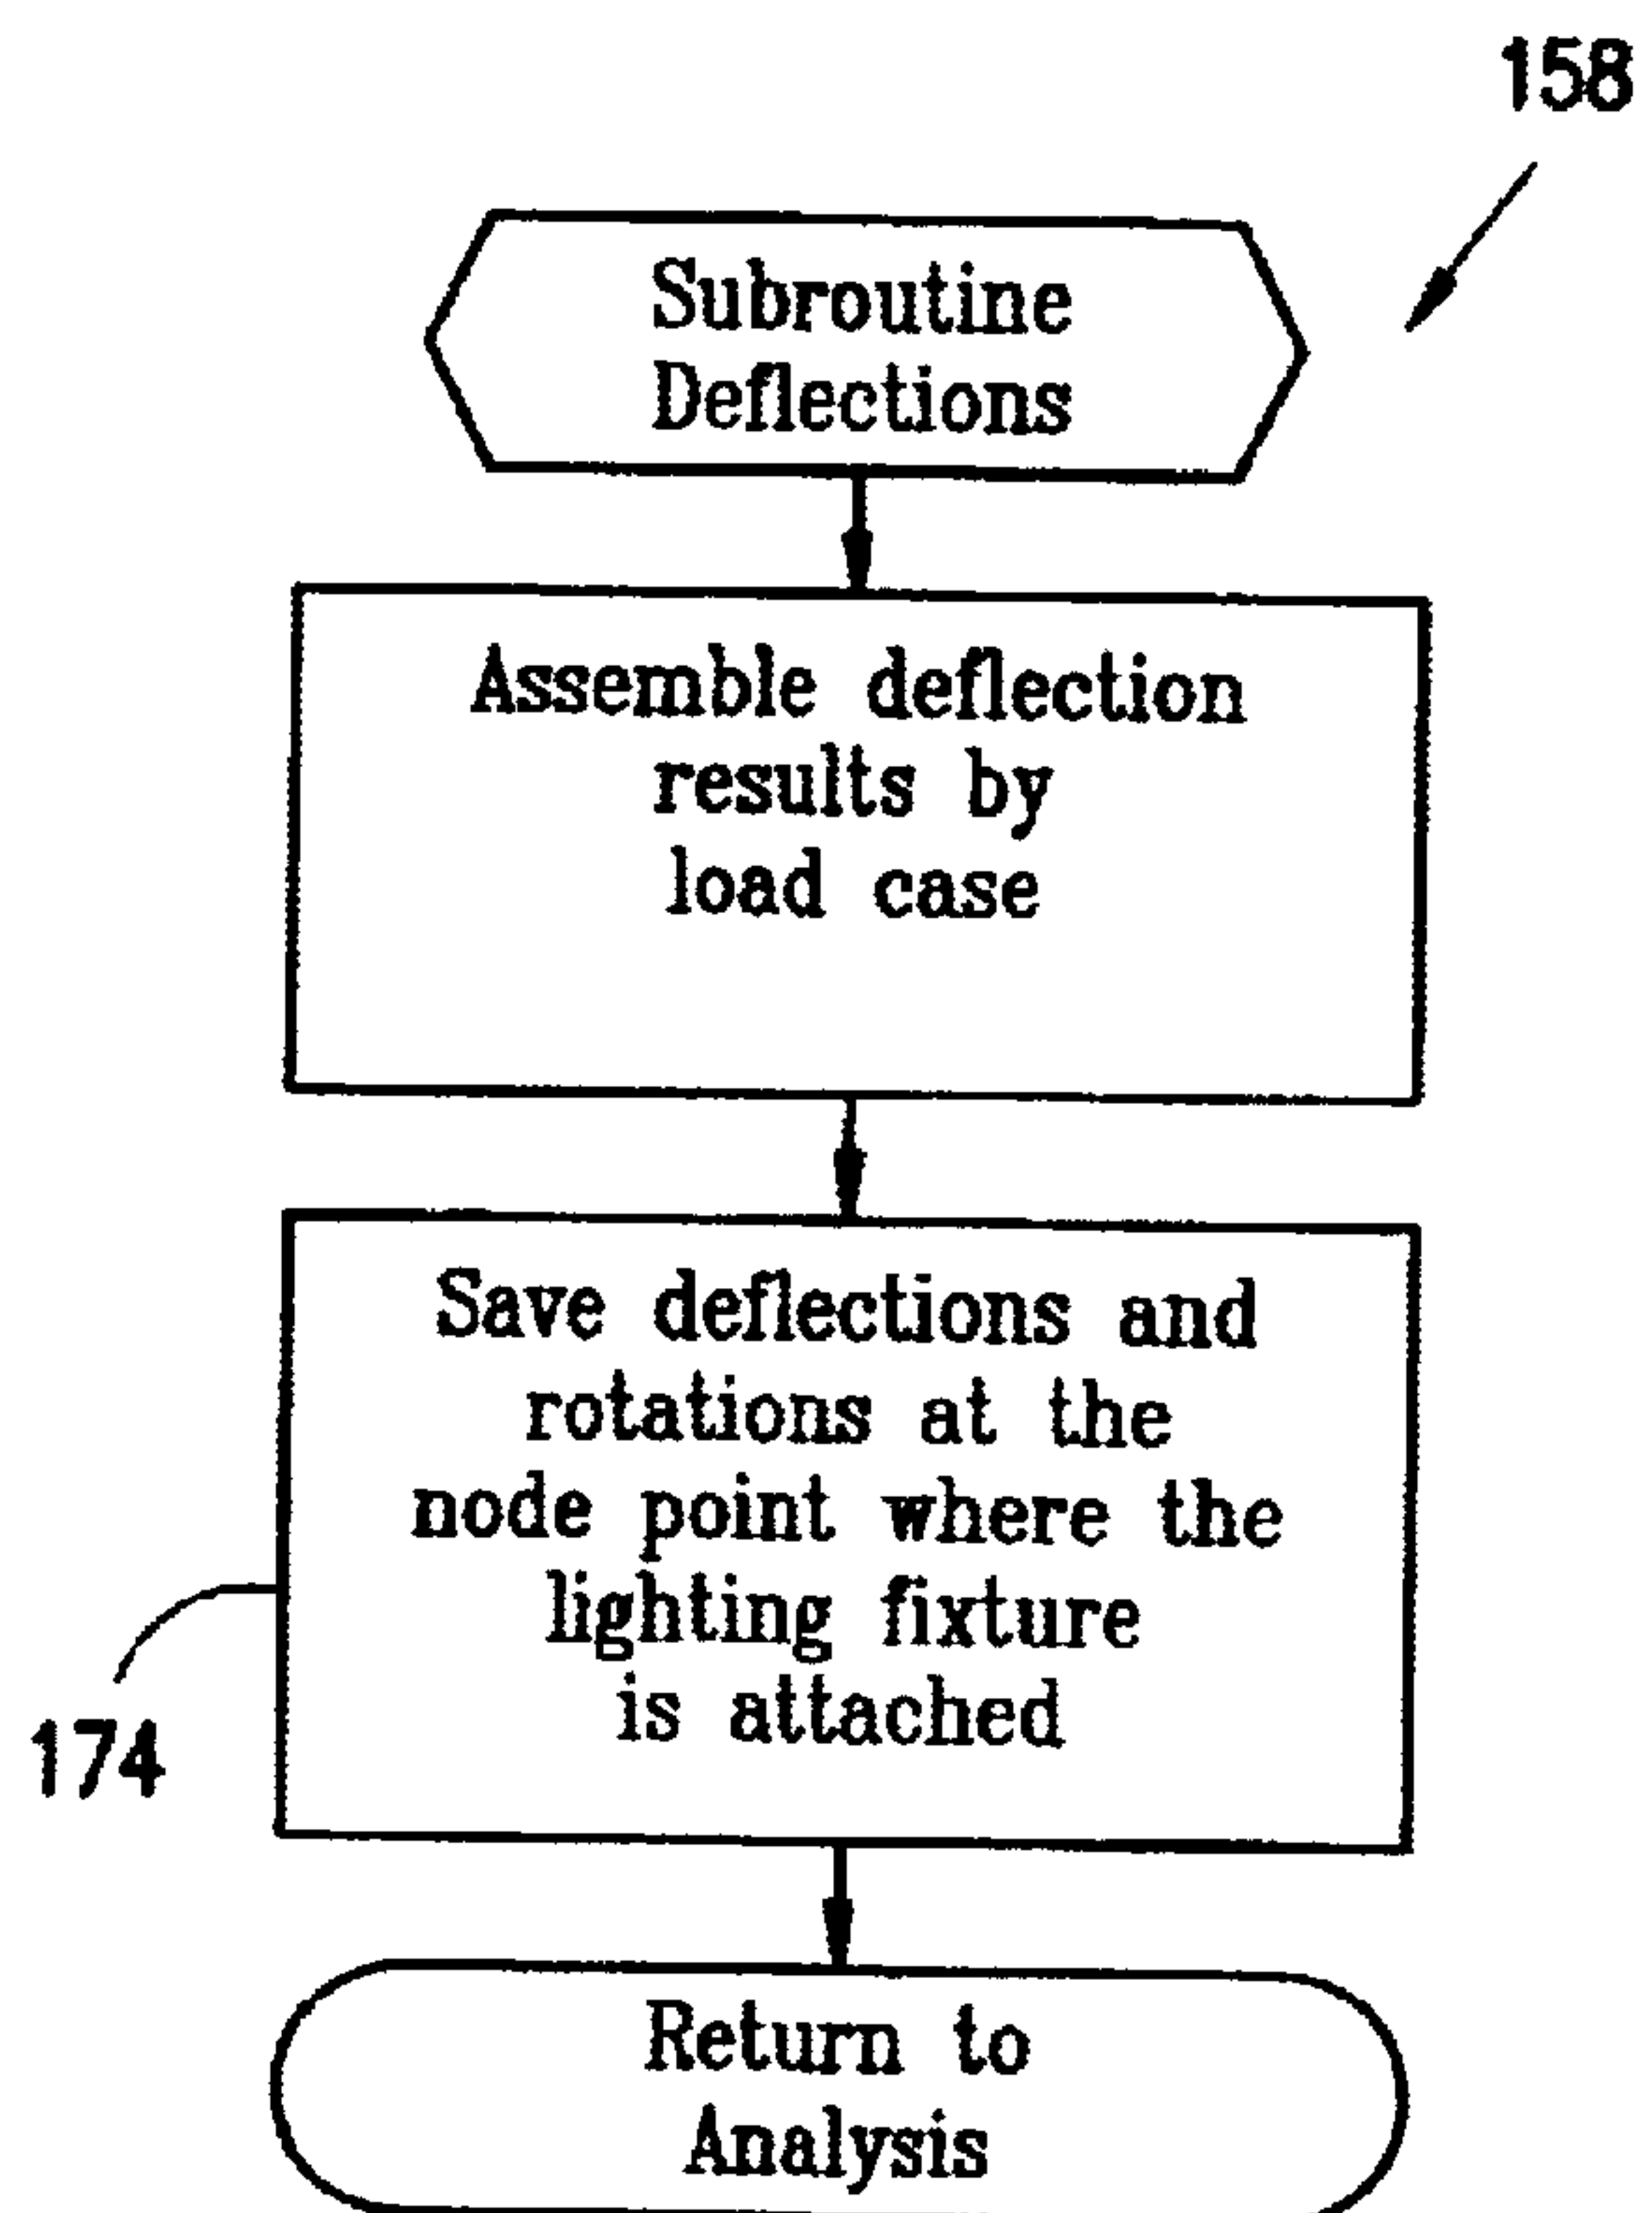 158
Subroutine
Deflections
Assemble deflection
results by
load case
Save deflections and
rotations at the
node point where the
lighting fixture
is attached
174
Return to
Analysis